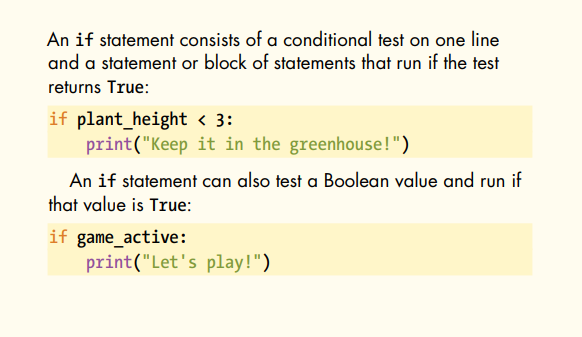 An if statement consists of a conditional test on one line
and a statement or block of statements that run if the test
returns True:
if plant_height < 3:
    print("Keep it in the greenhouse!")
An if statement can also test a Boolean value and run if
that value is True:
if game_active:
    print("Let's play!")